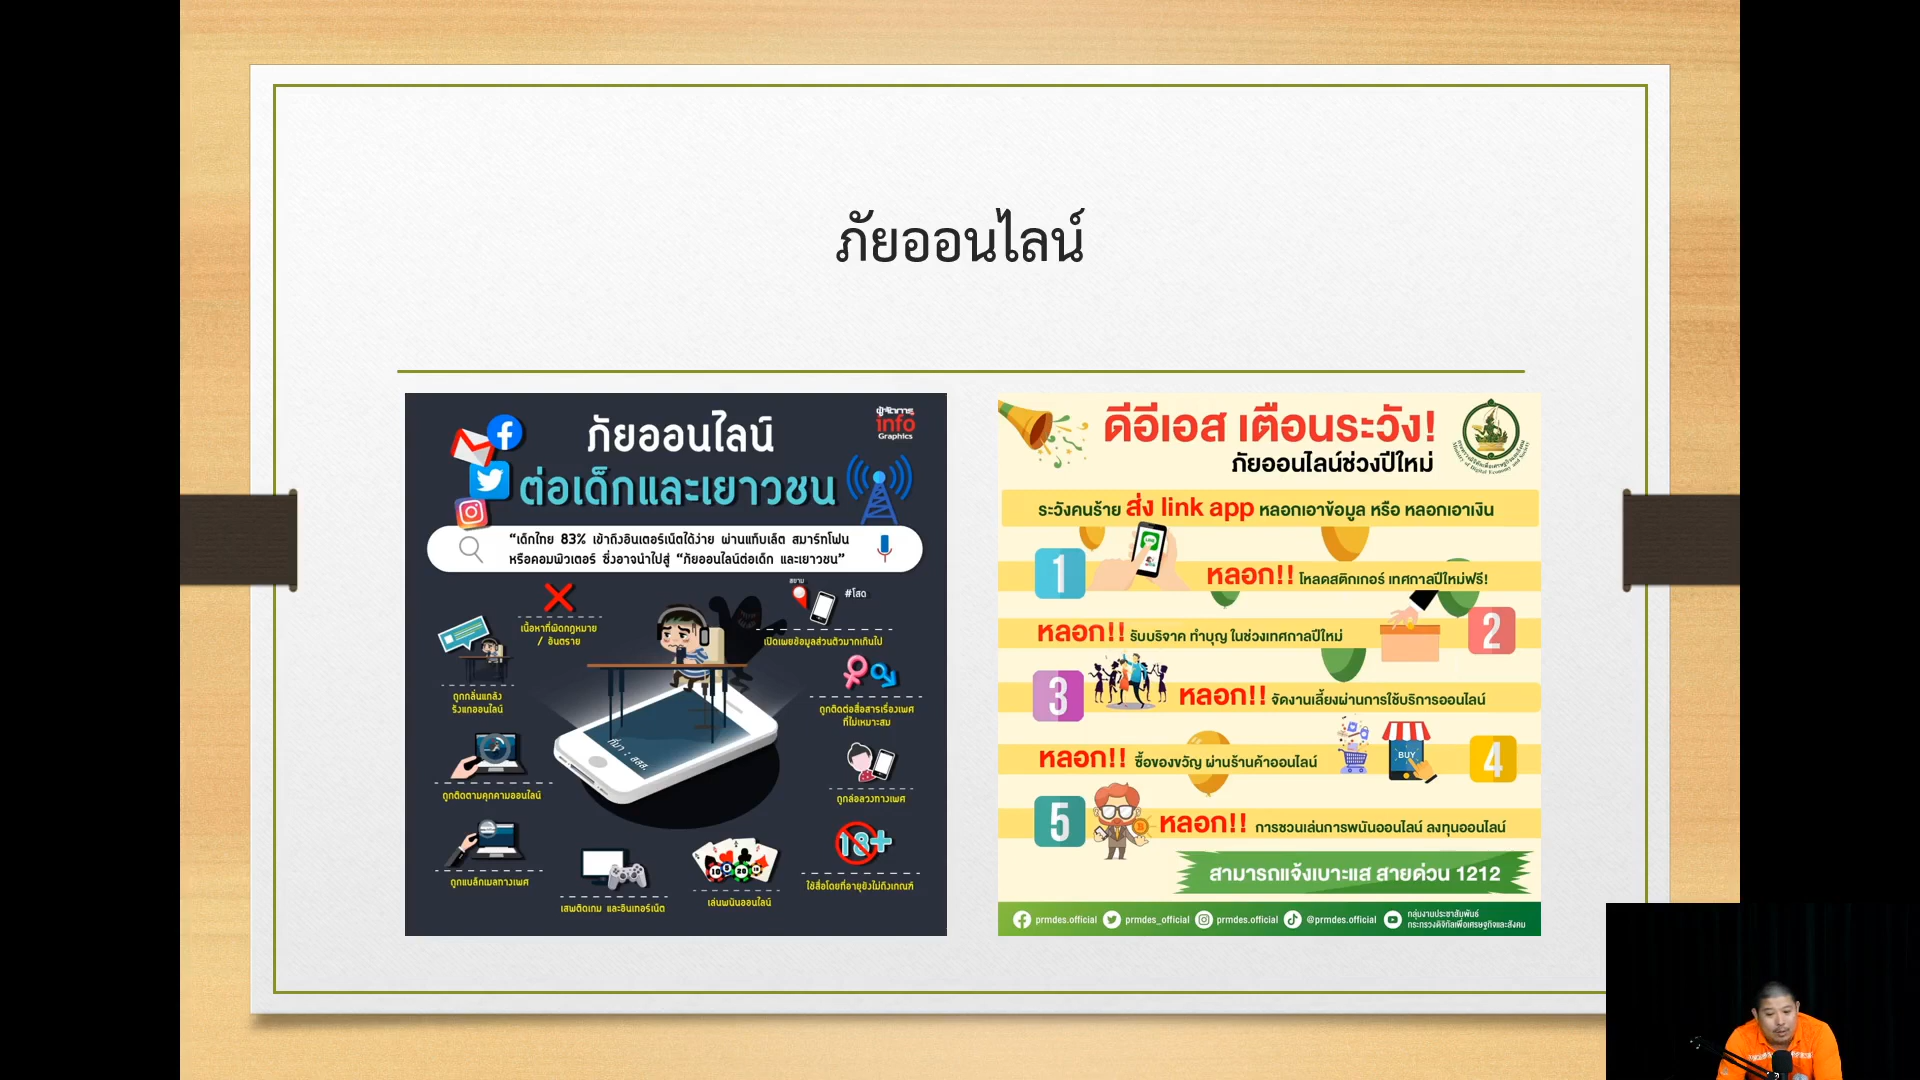 ภัยออนไลน์
ผู้จัดการ
info
Graphics
ภัยออนไลน์
ต่อเด็กและเยาวชน
“เด็กไทย 83% เข้าถึงอินเตอร์เน็ตได้ง่าย ผ่านแท็บเล็ต สมาร์ทโฟน
หรือคอมพิวเตอร์ ซึ่งอาจนำไปสู่ “ภัยออนไลน์ต่อเด็ก และเยาวชน”
เนื้อหาที่ผิดกฎหมาย
/ อันตราย
สยาม
#โสด
เปิดเผยข้อมูลส่วนตัวมากเกินไป
ถูกกลั่นแกล้ง
รังแกออนไลน์
ถูกติดต่อสื่อสารเรื่องเพศ
ที่ไม่เหมาะสม
ถูกติดตามคุกคามออนไลน์
ที่มา : สสส.
ถูกล่อลวงทางเพศ
ถูกแบล็กเมลทางเพศ
เสพติดเกม และอินเทอร์เน็ต
เล่นพนันออนไลน์
18+
ใช้สื่อโดยที่อายุยังไม่ถึงเกณฑ์
ดีอีเอส เตือนระวัง!
ภัยออนไลน์ช่วงปีใหม่
ระวังคนร้าย ส่ง link app หลอกเอาข้อมูล หรือ หลอกเอาเงิน
1
หลอก!! โหลดสติกเกอร์ เทศกาลปีใหม่ฟรี!
หลอก!! รับบริจาค ทำบุญ ในช่วงเทศกาลปีใหม่
2
3
หลอก!! จัดงานเลี้ยงผ่านการใช้บริการออนไลน์
หลอก!! ซื้อของขวัญ ผ่านร้านค้าออนไลน์
BUY
4
5
หลอก!! การชวนเล่นการพนันออนไลน์ ลงทุนออนไลน์
สามารถแจ้งเบาะแส สายด่วน 1212
prmdes.official prmdes_official prmdes.official @prmdes.official
กลุ่มงานประชาสัมพันธ์
กระทรวงดิจิทัลเพื่อเศรษฐกิจและสังคม